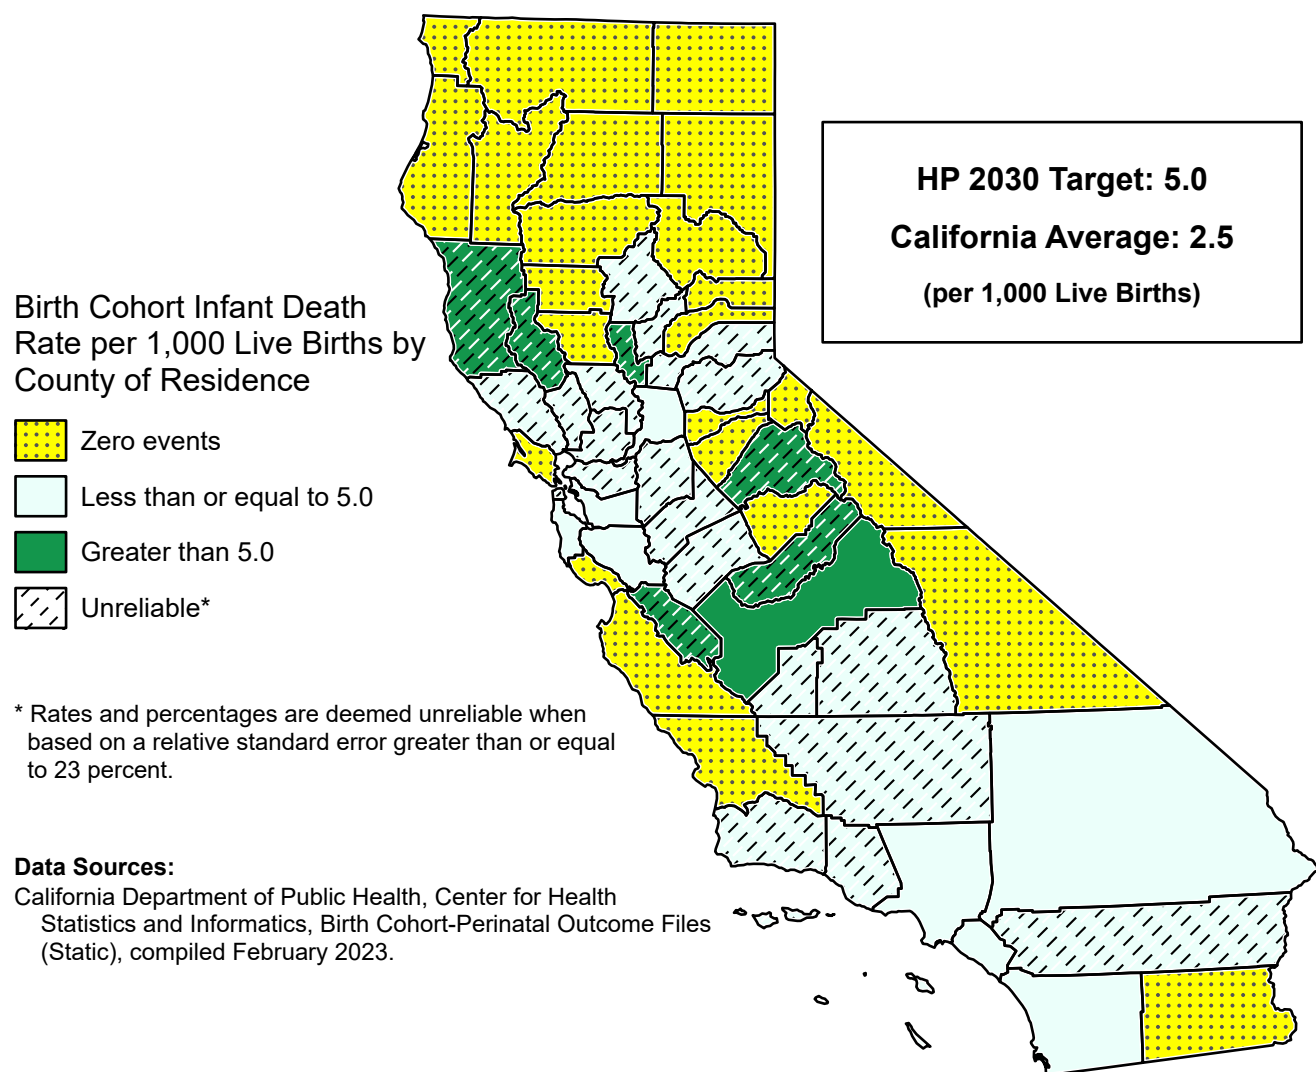 HP 2030 Target: 5.0
California Average: 2.5
(per 1,000 Live Births)
Birth Cohort Infant Death
Rate per 1,000 Live Births by
County of Residence
Zero events
Less than or equal to 5.0
Greater than 5.0
Unreliable*
* Rates and percentages are deemed unreliable when
based on a relative standard error greater than or equal
to 23 percent.
Data Sources:
California Department of Public Health, Center for Health
Statistics and Informatics, Birth Cohort-Perinatal Outcome Files
(Static), compiled February 2023.